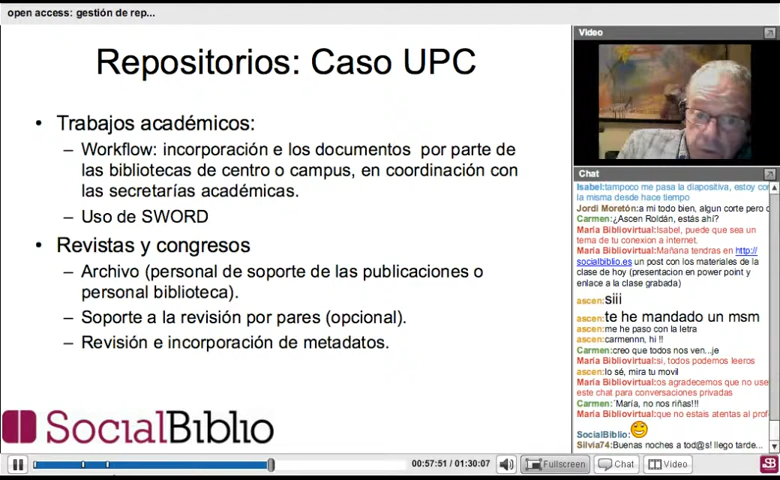 open access: gestión de rep...
Repositorios: Caso UPC
• Trabajos académicos:
– Workflow: incorporación e los documentos por parte de
las bibliotecas de centro o campus, en coordinación con
las secretarías académicas.
– Uso de SWORD
• Revistas y congresos
– Archivo (personal de soporte de las publicaciones o
personal biblioteca).
– Soporte a la revisión por pares (opcional).
– Revisión e incorporación de metadatos.
SocialBiblio
Video
Chat
Isabel:tampoco me pasa la diapositiva, estoy con
la misma desde hace tiempo
Jordi Moretón:a mi todo bien, algun corte pero
Carmen:¿Ascen Roldán, estás ahí?
María Bibliovirtual:Isabel, puede que sea un
tema de tu conexion a internet.
María Bibliovirtual:Mañana tendras en http://
socialbiblio.es un post con los materiales de la
clase de hoy (presentacion en power point y
enlace a la clase grabada)
ascen:siii
ascen:te he mandado un msm
ascen:me he paso con la letra
ascen:carmennn, hi !!
Carmen:creo que todos nos ven...je
María Bibliovirtual:si, todos podemos leeros
ascen:lo sé, mira tu movil
María Bibliovirtual:os agradecemos que no use
este chat para conversaciones privadas
Carmen:¨María, no nos riñas!!!
María Bibliovirtual:que no estais atentas al prof
SocialBiblio:
Silvia74:Buenas noches a tod@s! llego tarde...
00:57:51 / 01:30:07
Fullscreen
Chat
Video
SB